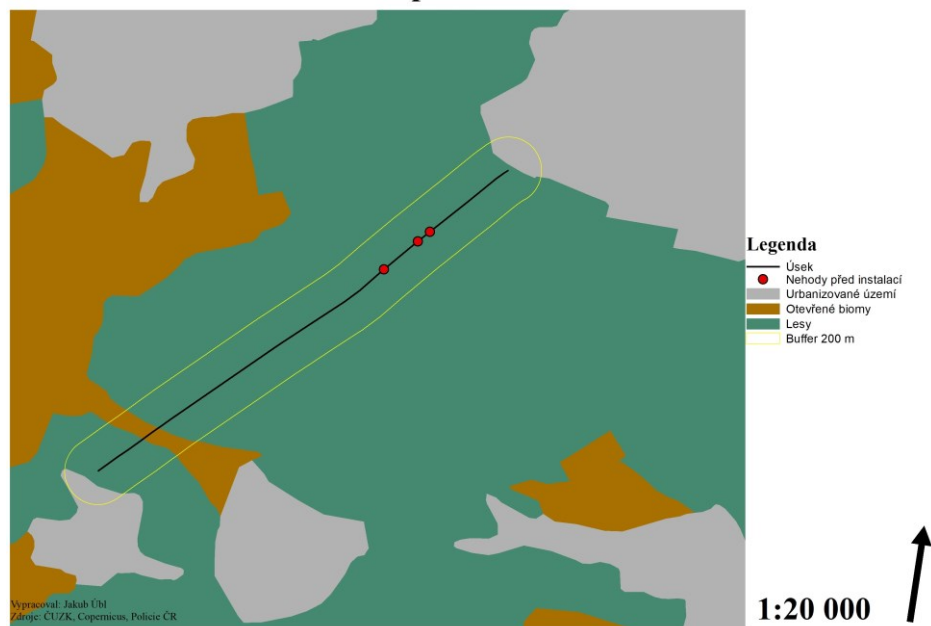 Legenda
Úsek
Nehody před instalací
Urbanizované území
Otevřené biomy
Lesy
Buffer 200 m
Vypracoval: Jakub Übl
Zdroje: ČUZK, Copernicus, Policie ČR
1:20 000